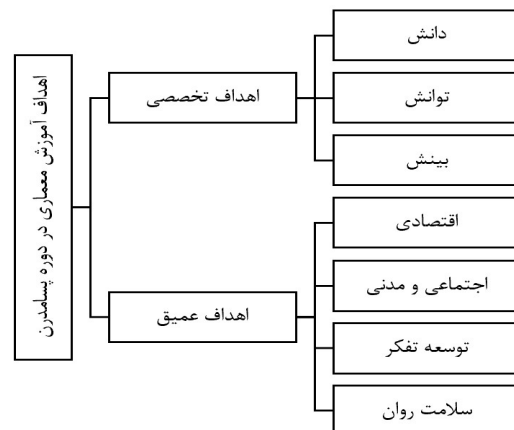 اهداف آموزش معماری در دوره پسامدرن
اهداف تخصصی
دانش
توانش
بینش
اهداف عمیق
اقتصادی
اجتماعی و مدنی
توسعه تفکر
سلامت روان